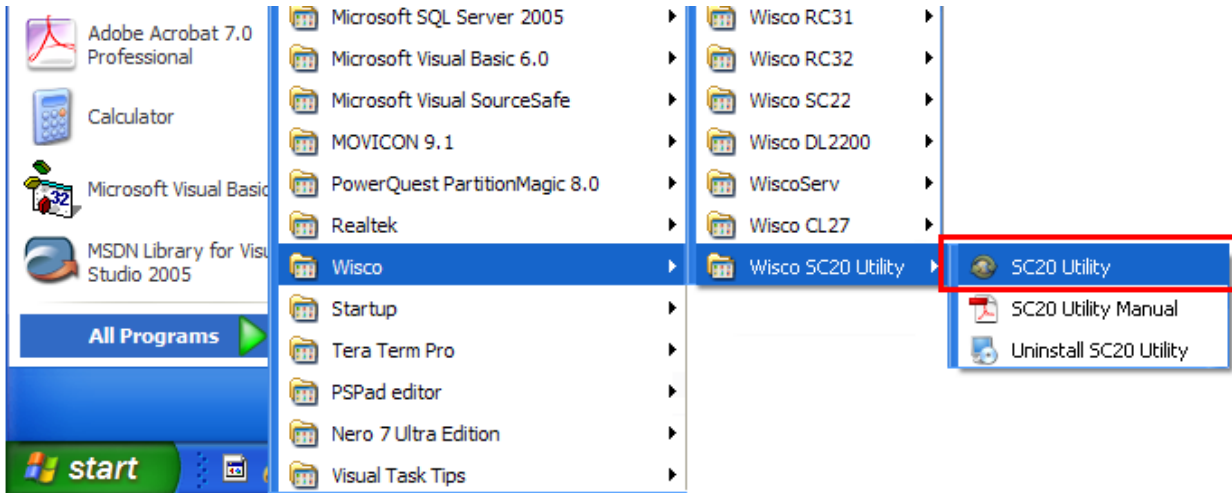 Adobe Acrobat 7.0
Professional
Calculator
32
Microsoft Visual Basic
MSDN Library for Visu
Studio 2005
All Programs
start
Microsoft SQL Server 2005
Microsoft Visual Basic 6.0
Microsoft Visual SourceSafe
MOVICON 9.1
PowerQuest PartitionMagic 8.0
Realtek
Wisco
Startup
Tera Term Pro
PSPad editor
Nero 7 Ultra Edition
Visual Task Tips
Wisco RC31
Wisco RC32
Wisco SC22
Wisco DL2200
WiscoServ
Wisco CL27
Wisco SC20 Utility
SC20 Utility
SC20 Utility Manual
Uninstall SC20 Utility